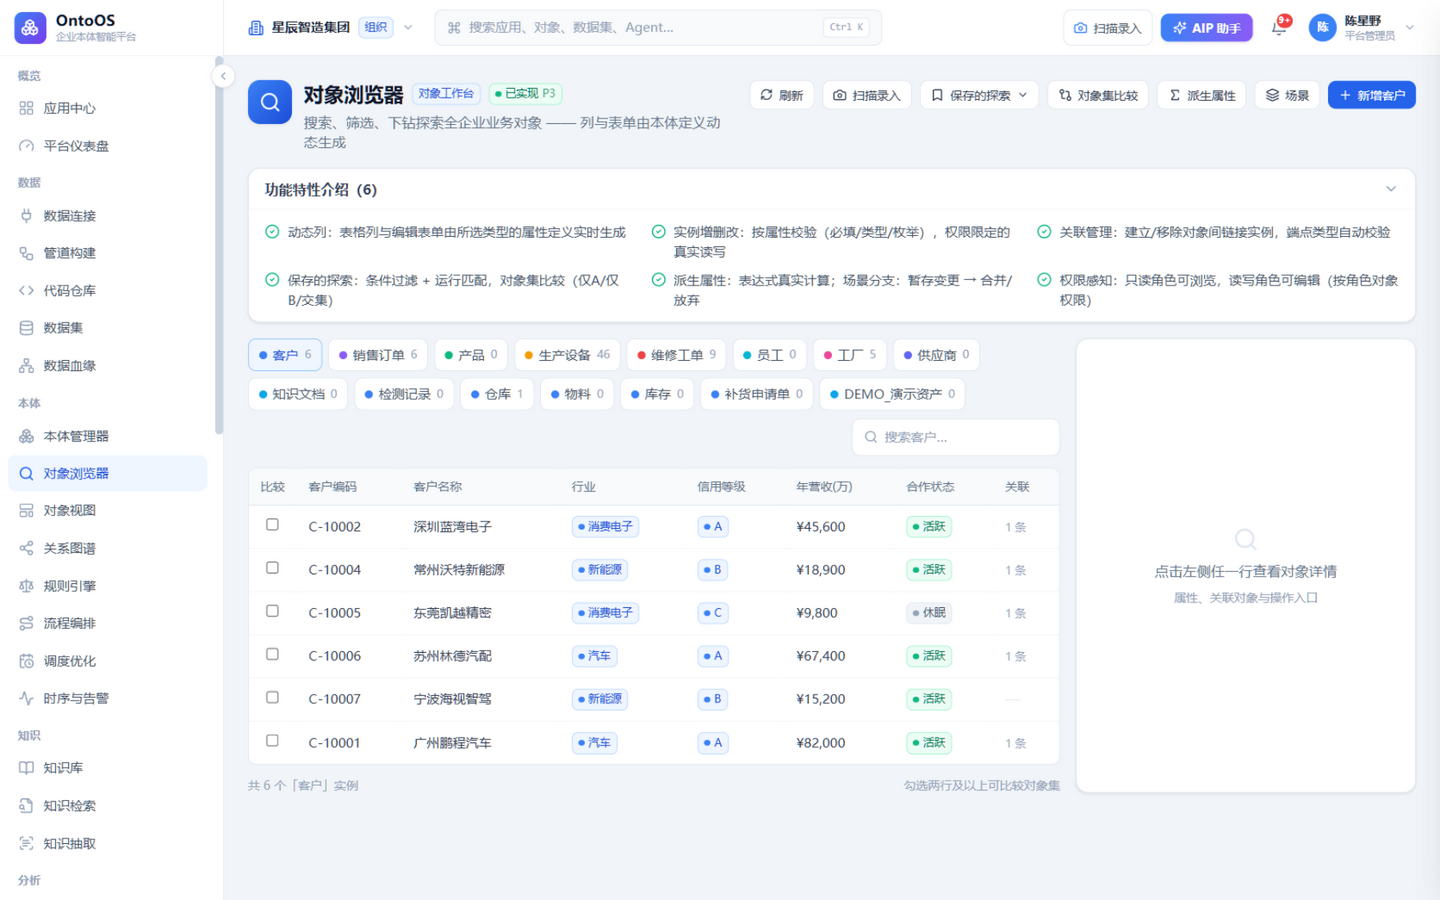 OntoOS
企业本体智能平台
星辰智造集团 组织
搜索应用、对象、数据集、Agent... Ctrl K
扫描录入
AIP 助手
9+
陈
陈星野
平台管理员
概览
应用中心
平台仪表盘
数据
数据连接
管道构建
代码仓库
数据集
数据血缘
本体
本体管理器
对象浏览器
对象视图
关系图谱
规则引擎
流程编排
调度优化
时序与告警
知识
知识库
知识检索
知识抽取
分析
对象浏览器 对象工作台 已实现 P3
搜索、筛选、下钻探索全企业业务对象 —— 列与表单由本体定义动
态生成
刷新 扫描录入 保存的探索 对象集比较 派生属性 场景 新增客户
功能特性介绍（6）
动态列：表格列与编辑表单由所选类型的属性定义实时生成
实例增删改：按属性校验（必填/类型/枚举），权限限定的
真实读写
关联管理：建立/移除对象间链接实例，端点类型自动校验
保存的探索：条件过滤 + 运行匹配，对象集比较（仅A/仅
B/交集）
派生属性：表达式真实计算；场景分支：暂存变更 → 合并/
放弃
权限感知：只读角色可浏览，读写角色可编辑（按角色对象
权限）
客户 6 销售订单 6 产品 0 生产设备 46 维修工单 9 员工 0 工厂 5 供应商 0
知识文档 0 检测记录 0 仓库 1 物料 0 库存 0 补货申请单 0 DEMO_演示资产 0
搜索客户...
比较 客户编码 客户名称 行业 信用等级 年营收(万) 合作状态 关联
C-10002 深圳蓝湾电子 消费电子 A ¥45,600 活跃 1 条
C-10004 常州沃特新能源 新能源 B ¥18,900 活跃 1 条
C-10005 东莞凯越精密 消费电子 C ¥9,800 休眠 1 条
C-10006 苏州林德汽配 汽车 A ¥67,400 活跃 1 条
C-10007 宁波海视智驾 新能源 B ¥15,200 活跃 —
C-10001 广州鹏程汽车 汽车 A ¥82,000 活跃 1 条
共 6 个「客户」实例
勾选两行及以上可比较对象集
点击左侧任一行查看对象详情
属性、关联对象与操作入口